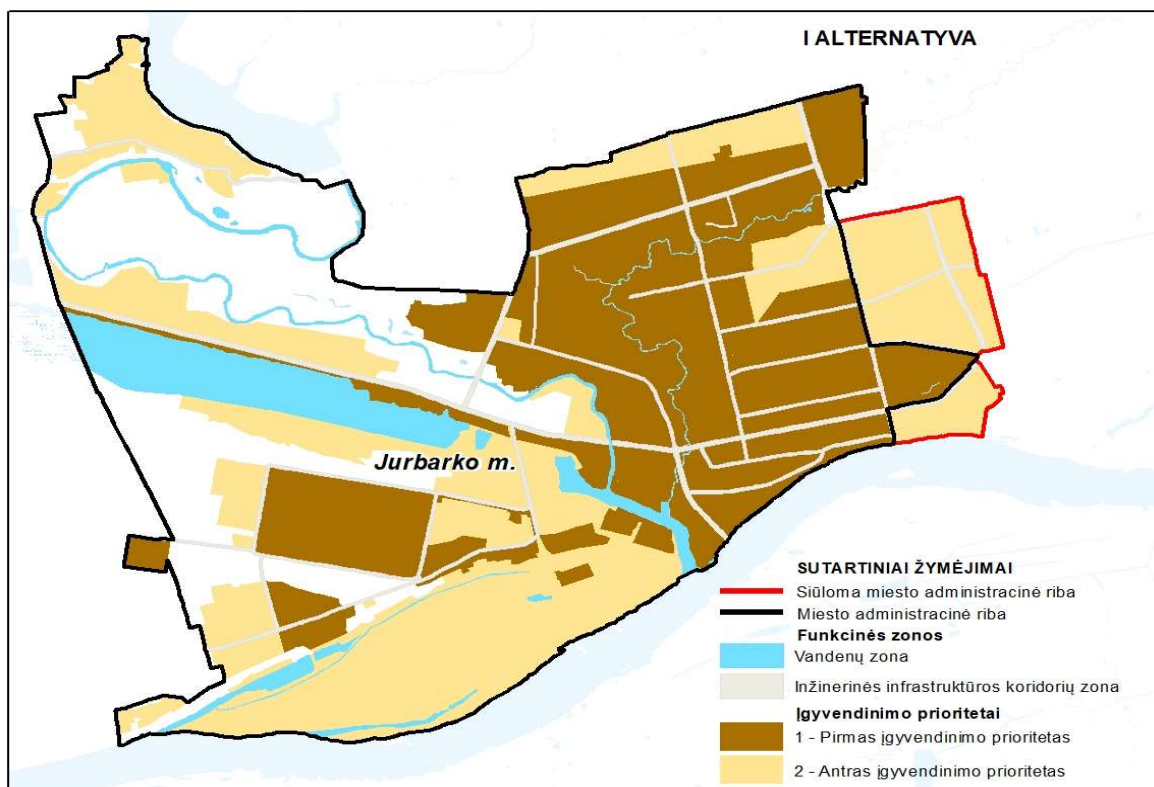 I ALTERNATYVA
Jurbarko m.
SUTARTINIAI ŽYMĖJIMAI
Siūloma miesto administracinė riba
Miesto administracinė riba
Funkcinės zonos
Vandenų zona
Inžinerinės infrastruktūros koridorių zona
Įgyvendinimo prioritetai
1 - Pirmas įgyvendinimo prioritetas
2 - Antras įgyvendinimo prioritetas